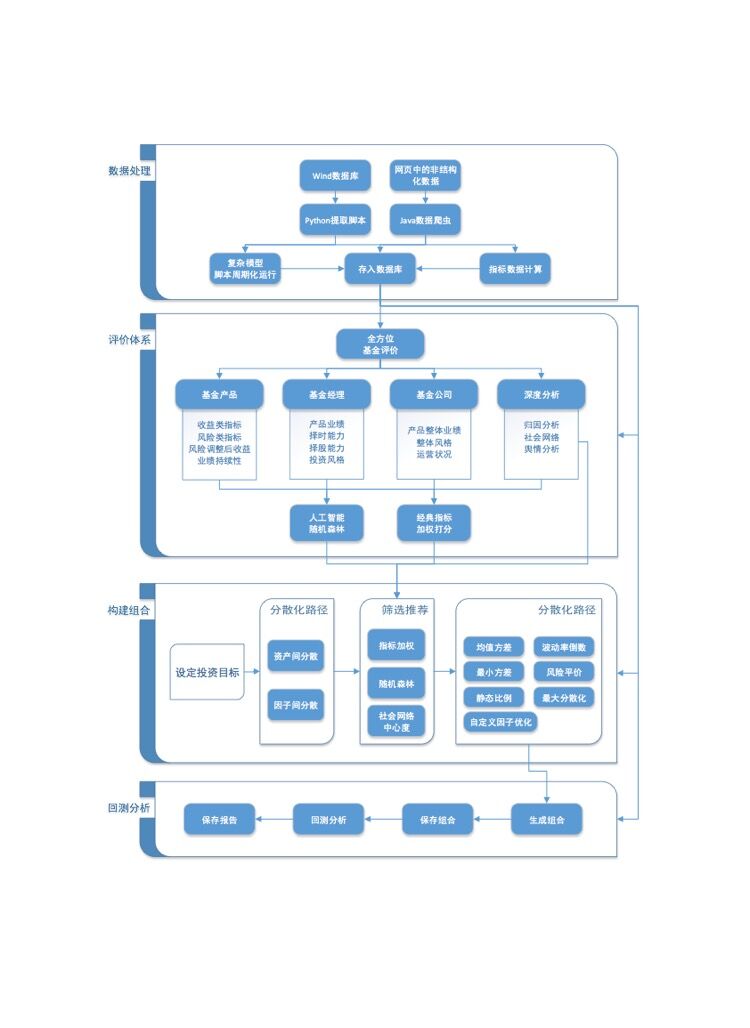 数据处理
Wind数据库
网页中的非结构
化数据
Python提取脚本
Java数据爬虫
复杂模型
脚本周期化运行
存入数据库
指标数据计算
评价体系
全方位
基金评价
基金产品
基金经理
基金公司
深度分析
收益类指标
风险类指标
风险调整后收益
业绩持续性
产品业绩
择时能力
择股能力
投资风格
产品整体业绩
整体风格
运营状况
归因分析
社会网络
舆情分析
人工智能
随机森林
经典指标
加权打分
构建组合
设定投资目标
分散化路径
资产间分散
因子间分散
筛选推荐
指标加权
随机森林
社会网络
中心度
分散化路径
均值方差
波动率倒数
最小方差
风险平价
静态比例
最大分散化
自定义因子优化
回测分析
保存报告
回测分析
保存组合
生成组合